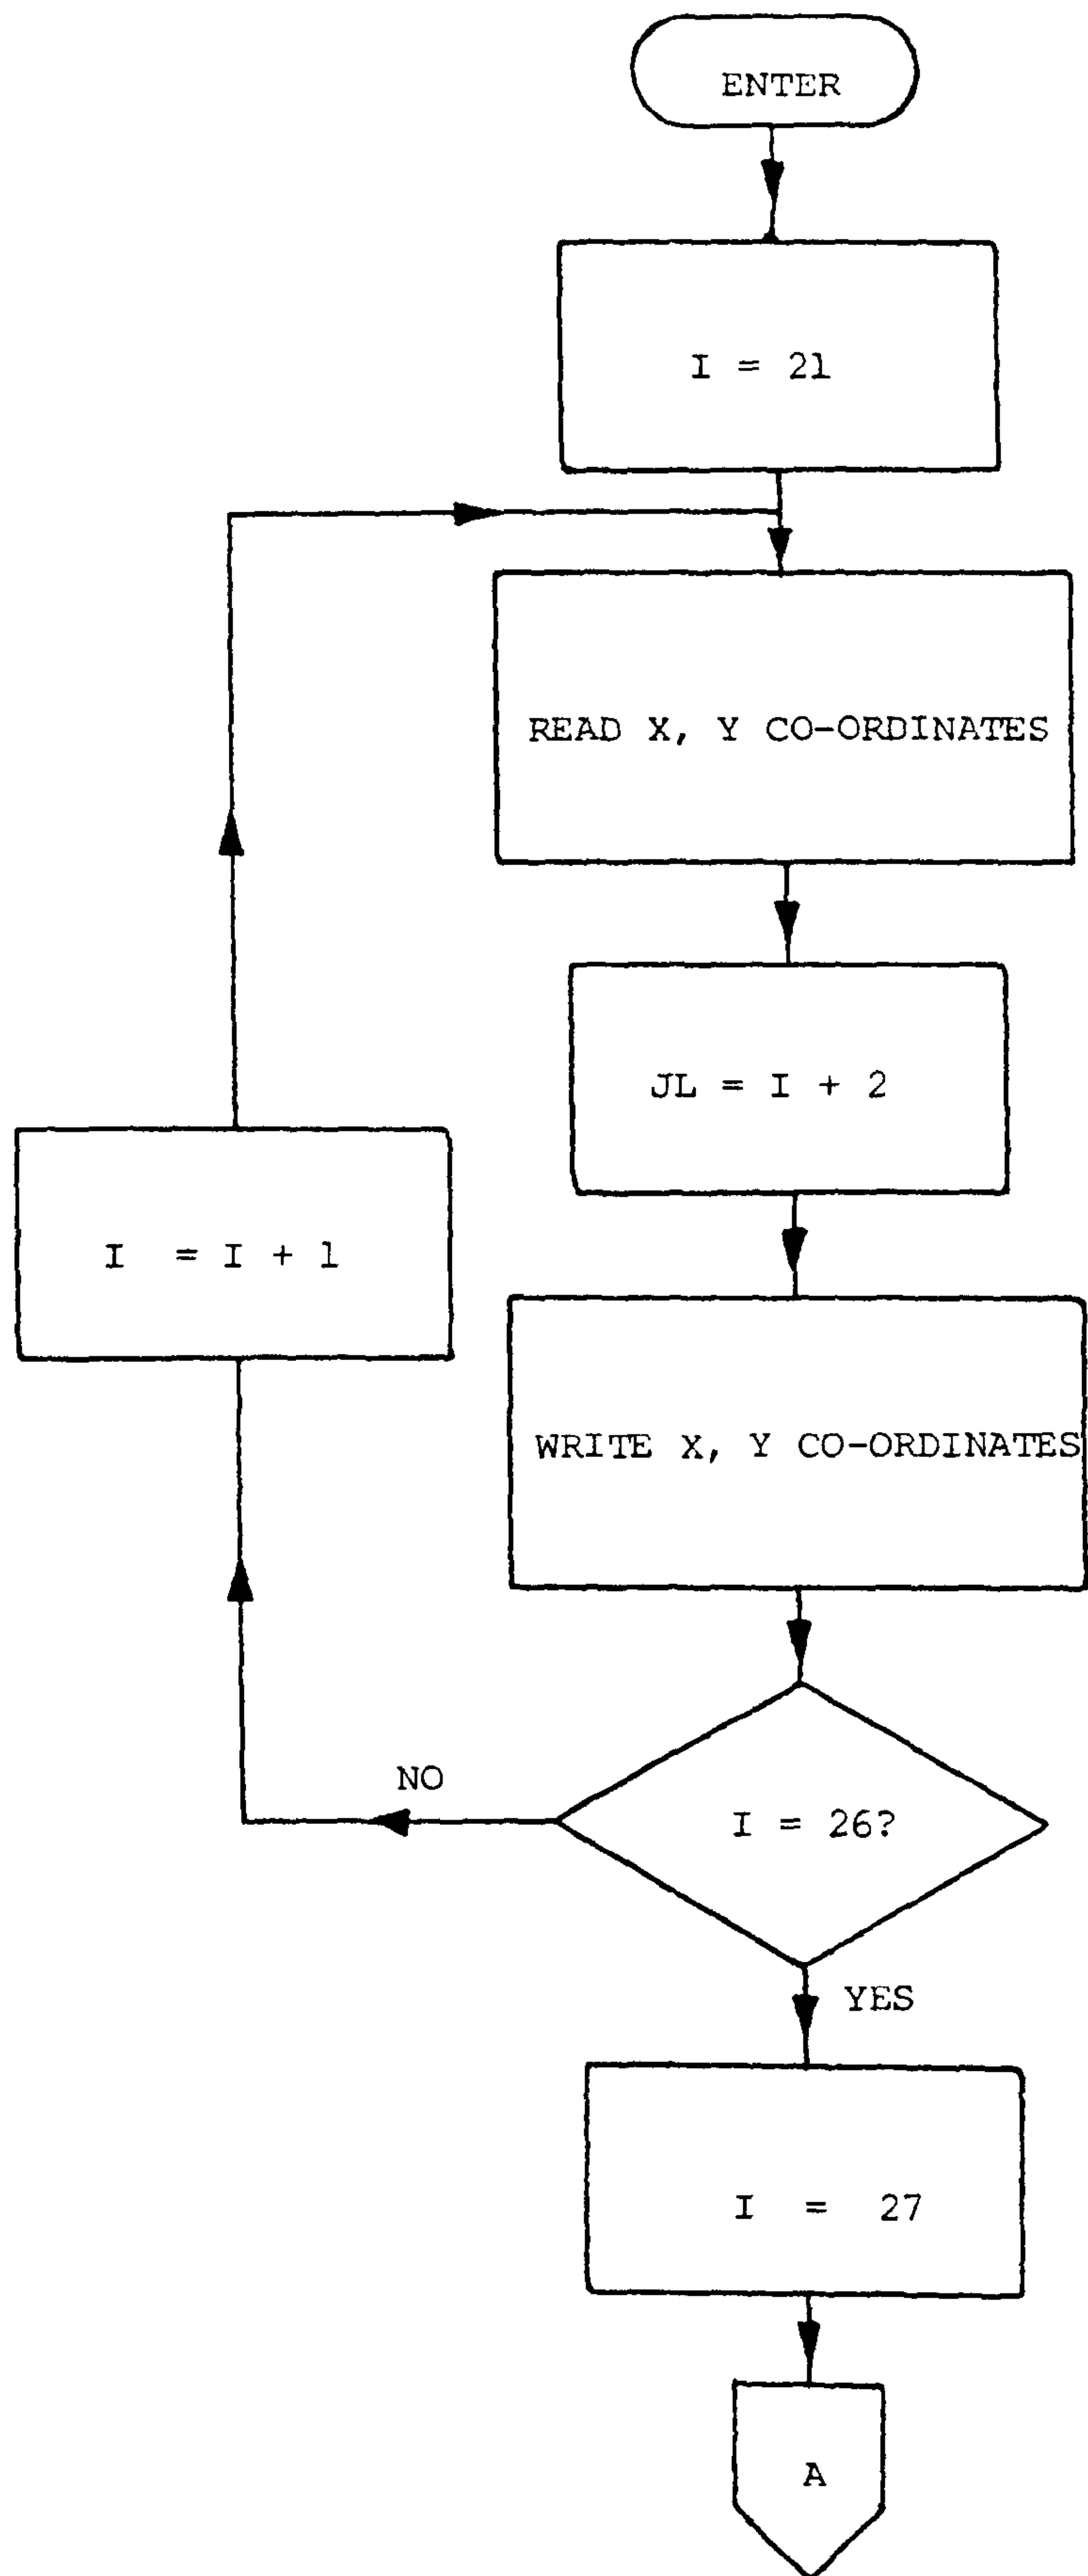 ENTER
I = 21
READ X, Y CO-ORDINATES
JL = I + 2
I = I + 1
WRITE X, Y CO-ORDINATES
NO
I = 26?
YES
I = 27
A